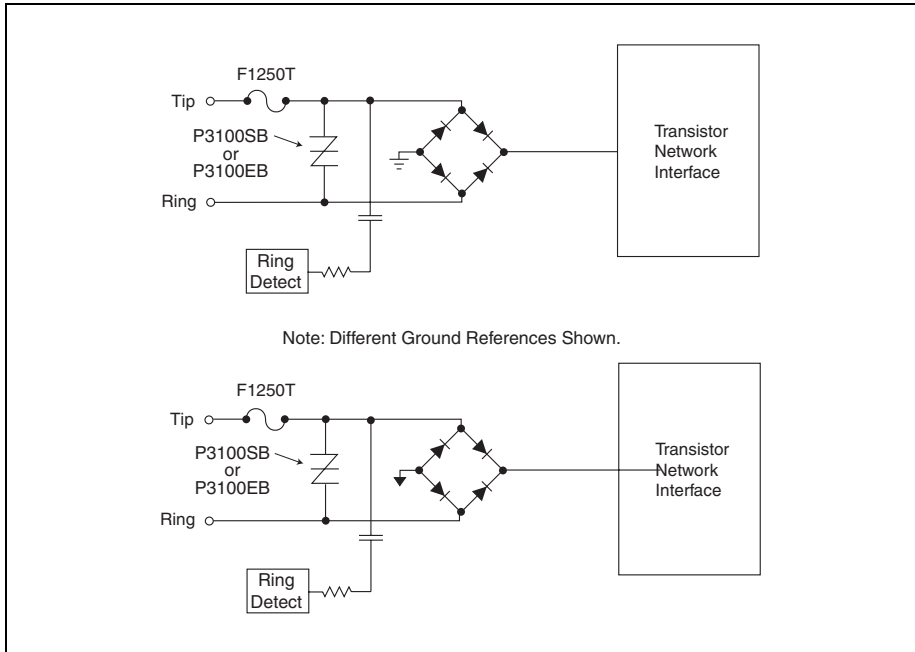 F1250T
Tip
P3100SB
or
P3100EB
Ring
Ring
Detect
Transistor
Network
Interface
Note: Different Ground References Shown.
F1250T
Tip
P3100SB
or
P3100EB
Ring
Ring
Detect
Transistor
Network
Interface